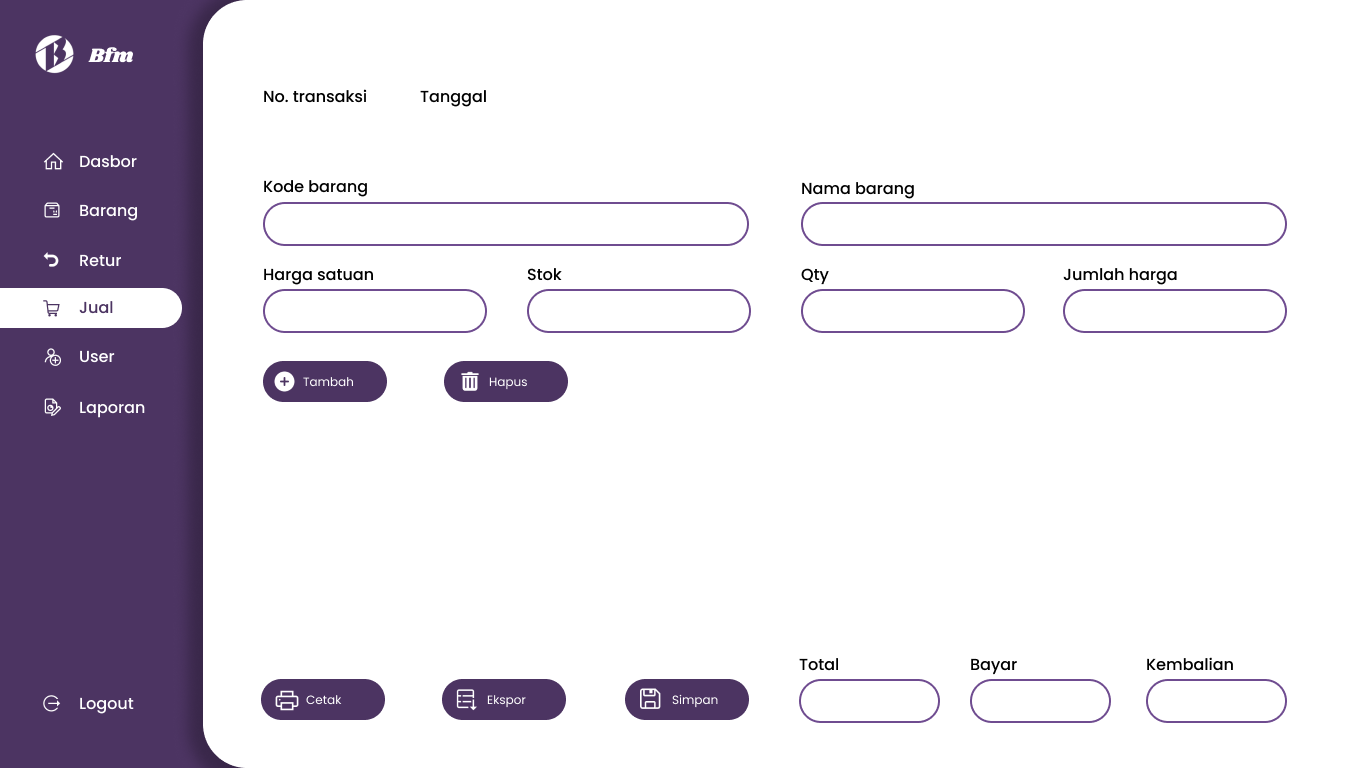 Bfm
Dasbor
Barang
Retur
Jual
User
Laporan
Logout
No. transaksi
Tanggal
Kode barang
Nama barang
Harga satuan
Stok
Qty
Jumlah harga
Tambah
Hapus
Cetak
Ekspor
Simpan
Total
Bayar
Kembalian